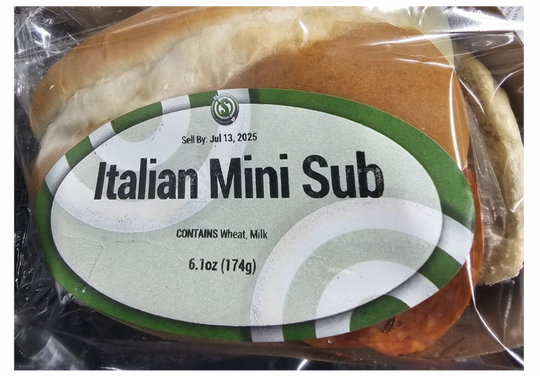 Sell By: Jul 13, 2025
Italian Mini Sub
CONTAINS Wheat, Milk
6.1oz (174g)